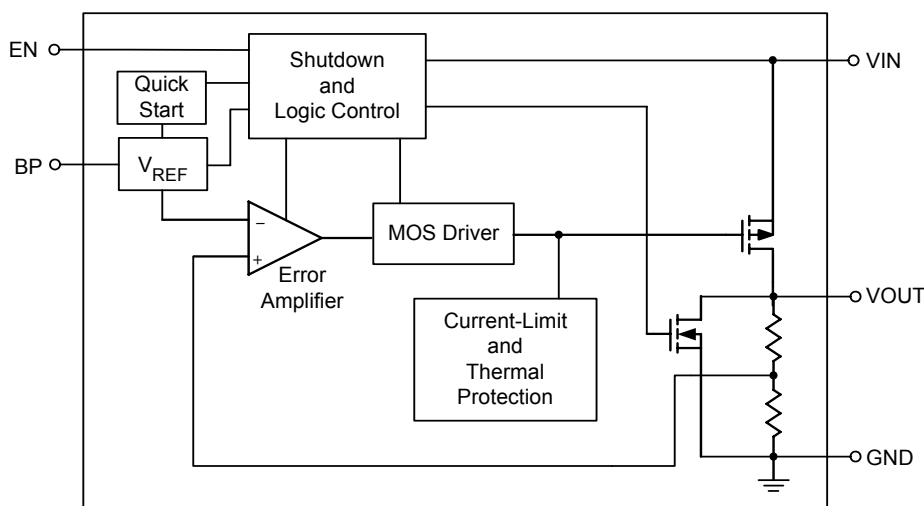 EN
Shutdown
and
Logic Control
VIN
Quick
Start
BP
VREF
−
+
Error
Amplifier
MOS Driver
Current-Limit
and
Thermal
Protection
VOUT
GND